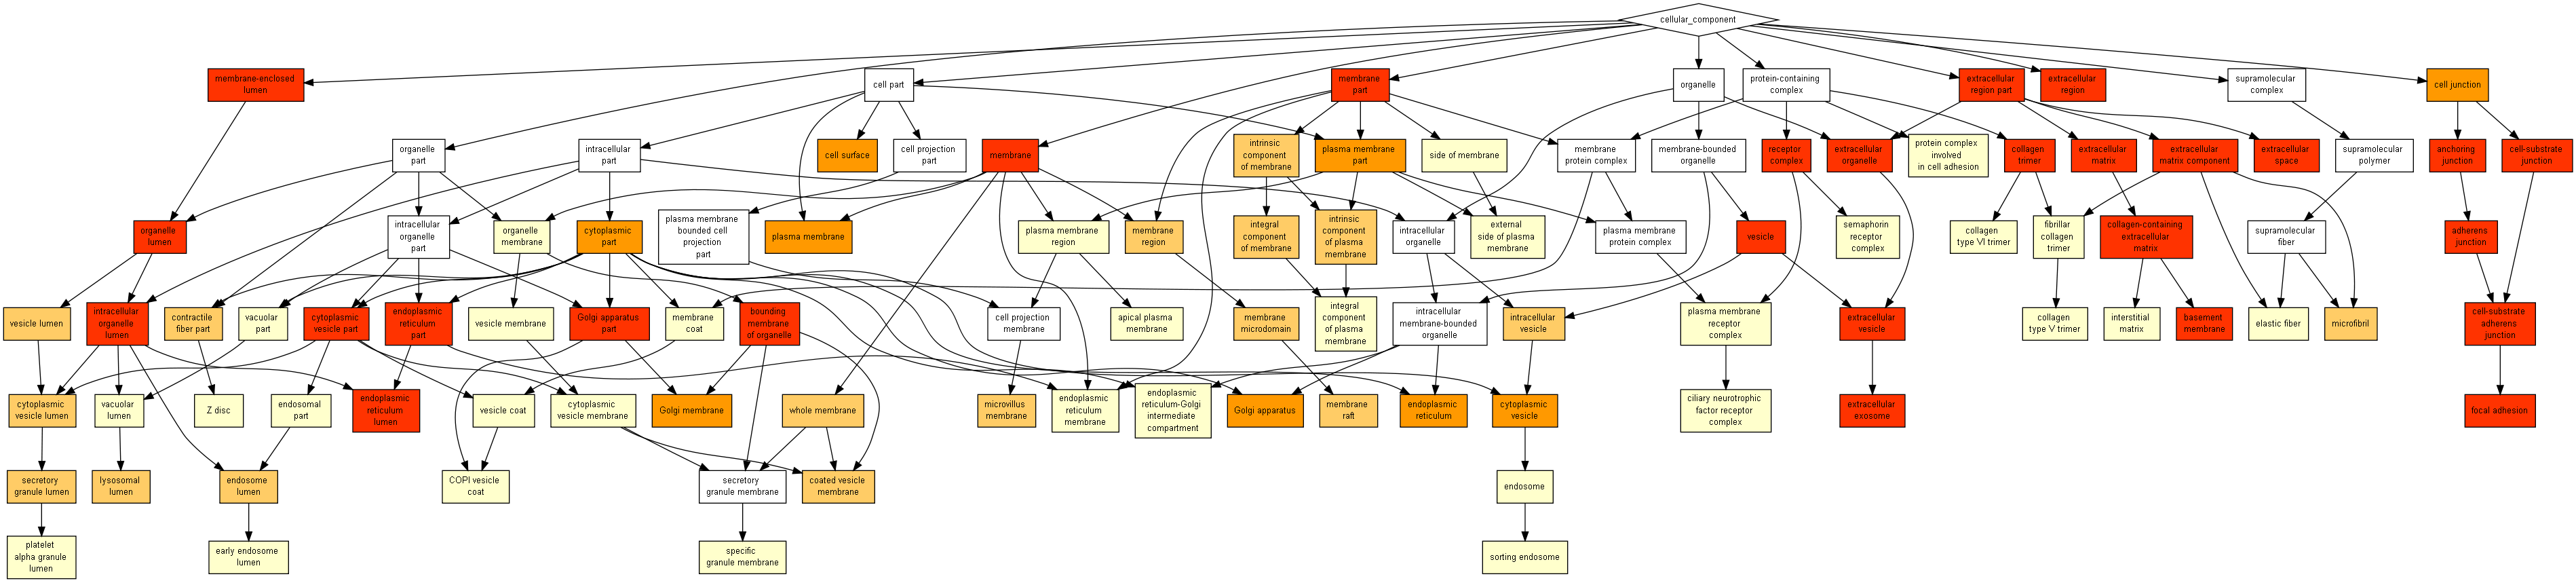 cellular_component
membrane-enclosed
lumen
cell part
membrane
part
organelle
protein-containing
complex
extracellular
region part
extracellular
region
supramolecular
complex
cell junction
organelle
part
intracellular
part
cell surface
cell projection
part
membrane
intrinsic
component
of membrane
plasma membrane
part
side of membrane
membrane
protein complex
membrane-bounded
organelle
receptor
complex
extracellular
organelle
protein complex
involved
in cell adhesion
collagen
trimer
extracellular
matrix
extracellular
matrix component
extracellular
space
supramolecular
polymer
anchoring
junction
cell-substrate
junction
organelle
lumen
intracellular
organelle
part
organelle
membrane
cytoplasmic
part
plasma membrane
bounded cell
projection
part
plasma membrane
plasma membrane
region
membrane
region
integral
component
of membrane
intrinsic
component
of plasma
membrane
intracellular
organelle
external
side of plasma
membrane
plasma membrane
protein complex
vesicle
semaphorin
receptor
complex
collagen
type VI trimer
fibrillar
collagen
trimer
collagen-containing
extracellular
matrix
supramolecular
fiber
adherens
junction
vesicle lumen
intracellular
organelle
lumen
contractile
fiber part
vacuolar
part
cytoplasmic
vesicle part
endoplasmic
reticulum
part
vesicle membrane
Golgi apparatus
part
membrane
coat
bounding
membrane
of organelle
cell projection
membrane
apical plasma
membrane
membrane
microdomain
integral
component
of plasma
membrane
intracellular
membrane-bounded
organelle
intracellular
vesicle
plasma membrane
receptor
complex
extracellular
vesicle
collagen
type V trimer
interstitial
matrix
basement
membrane
elastic fiber
microfibril
cell-substrate
adherens
junction
cytoplasmic
vesicle lumen
vacuolar
lumen
Z disc
endosomal
part
endoplasmic
reticulum
lumen
vesicle coat
cytoplasmic
vesicle membrane
Golgi membrane
whole membrane
microvillus
membrane
endoplasmic
reticulum
membrane
endoplasmic
reticulum-Golgi
intermediate
compartment
Golgi apparatus
membrane
raft
endoplasmic
reticulum
cytoplasmic
vesicle
ciliary neurotrophic
factor receptor
complex
extracellular
exosome
focal adhesion
secretory
granule lumen
lysosomal
lumen
endosome
lumen
COPI vesicle
coat
secretory
granule membrane
coated vesicle
membrane
endosome
platelet
alpha granule
lumen
early endosome
lumen
specific
granule membrane
sorting endosome